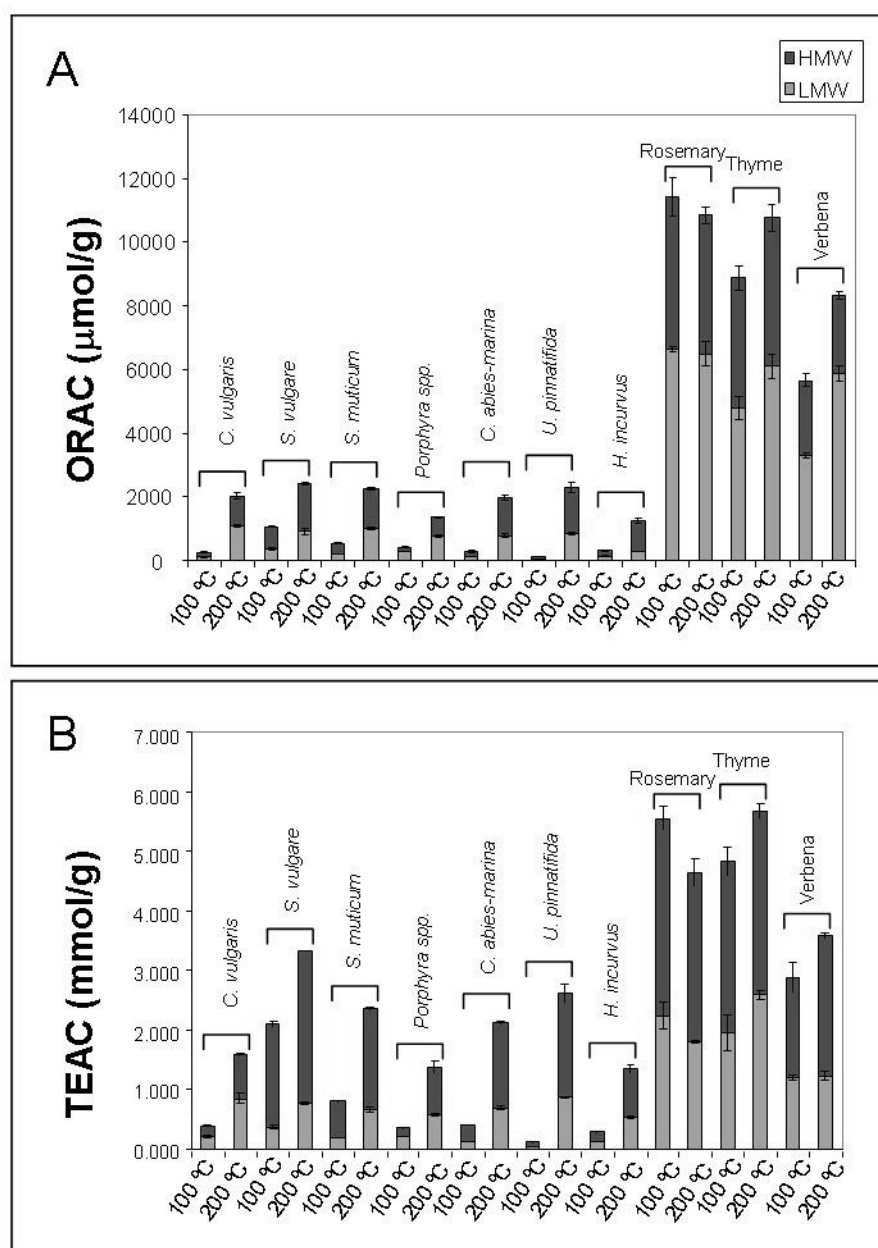 A
HMW
LMW
14000
12000
10000
8000
6000
4000
2000
0
ORAC (µmol/g)
C. vulgaris
S. vulgare
S. muticum
Porphyra spp.
C. abies-marina
U. pinnatifida
H. incurvus
Rosemary
Thyme
Verbena
100 ºC
200 ºC
100 ºC
200 ºC
100 ºC
200 ºC
100 ºC
200 ºC
100 ºC
200 ºC
100 ºC
200 ºC
100 ºC
200 ºC
100 ºC
200 ºC
100 ºC
200 ºC
100 ºC
200 ºC
B
7.000
6.000
5.000
4.000
3.000
2.000
1.000
0.000
TEAC (mmol/g)
C. vulgaris
S. vulgare
S. muticum
Porphyra spp.
C. abies-marina
U. pinnatifida
H. incurvus
Rosemary
Thyme
Verbena
100 ºC
200 ºC
100 ºC
200 ºC
100 ºC
200 ºC
100 ºC
200 ºC
100 ºC
200 ºC
100 ºC
200 ºC
100 ºC
200 ºC
100 ºC
200 ºC
100 ºC
200 ºC
100 ºC
200 ºC